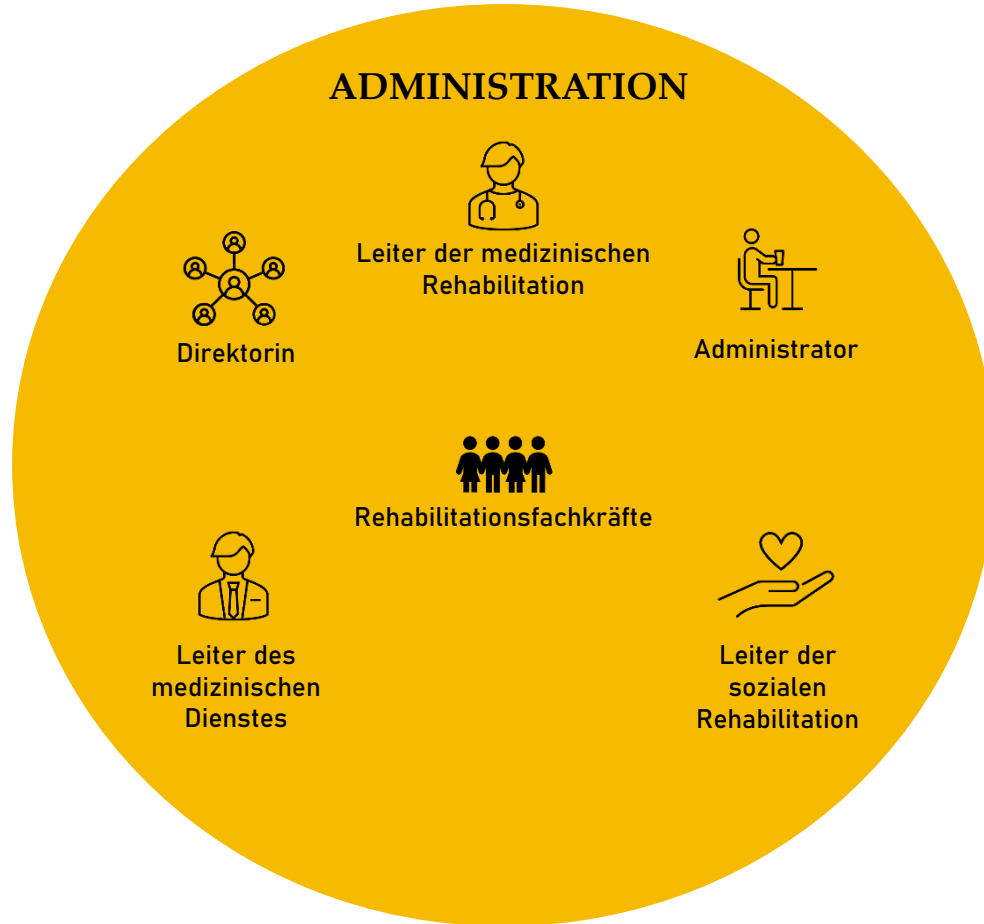 ADMINISTRATION
Leiter der medizinischen
Rehabilitation
Direktorin
Administrator
Rehabilitationsfachkräfte
Leiter des
medizinischen
Dienstes
Leiter der
sozialen
Rehabilitation